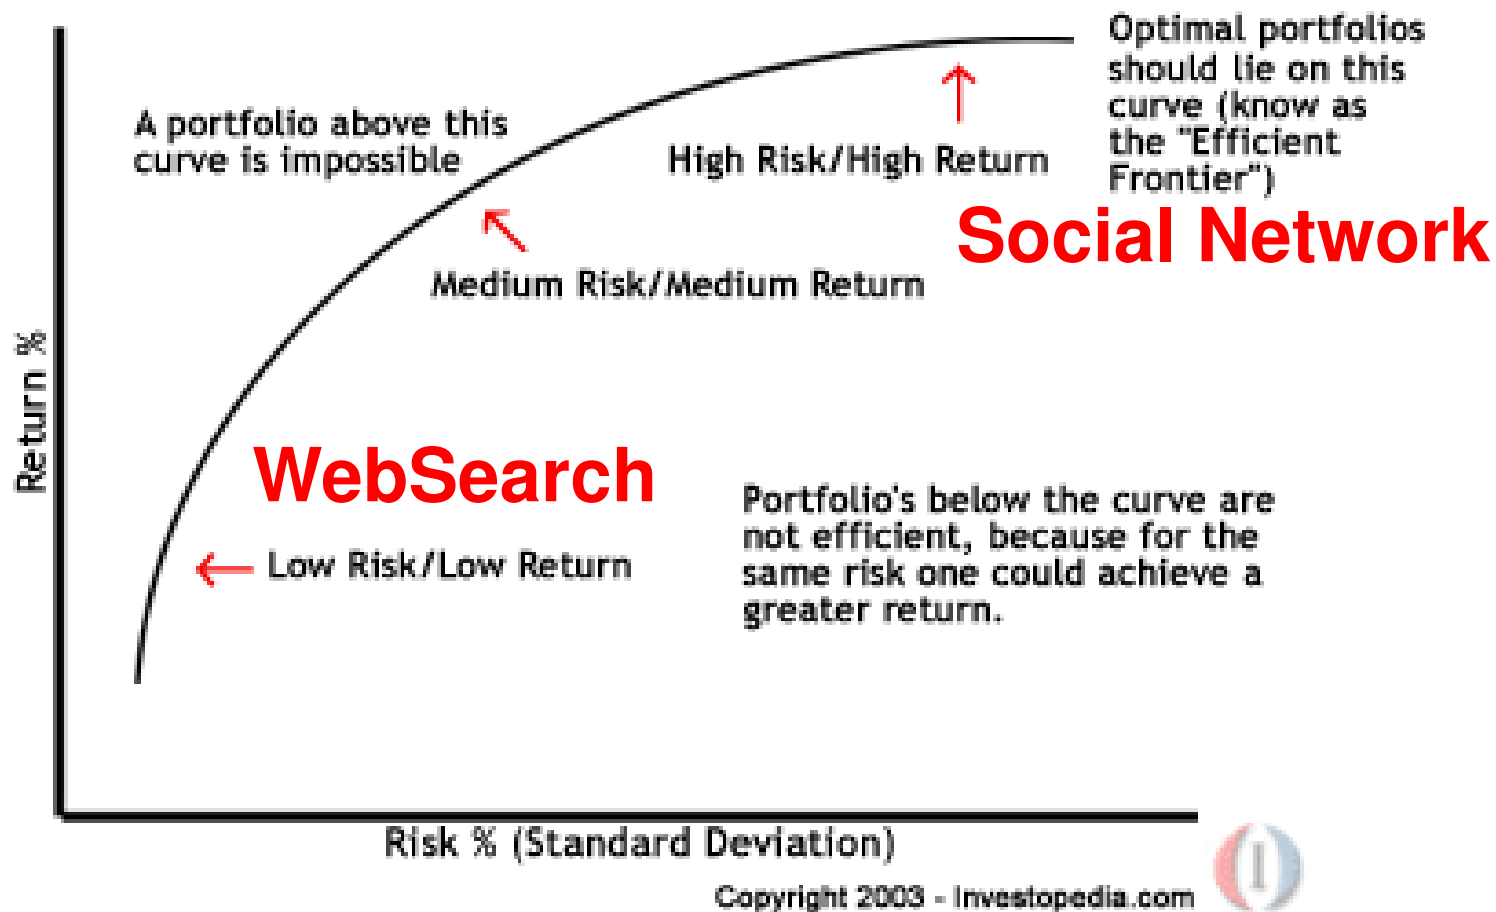 Optimal portfolios
should lie on this
curve (know as
the "Efficient
Frontier")
A portfolio above this
curve is impossible
High Risk/High Return
Social Network
Medium Risk/Medium Return
Return %
WebSearch
Low Risk/Low Return
Portfolio's below the curve are
not efficient, because for the
same risk one could achieve a
greater return.
Risk % (Standard Deviation)
Copyright 2003 - Investopedia.com
I